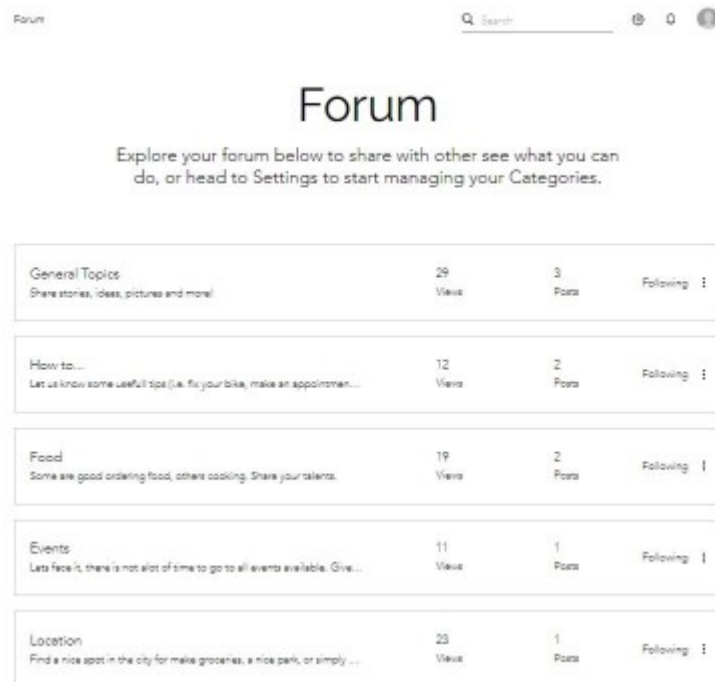 Forum
Search
Forum
Explore your forum below to share with other see what you can
do, or head to Settings to start managing your Categories.
General Topics
Share stories, ideas, pictures and more!
29
Views
3
Posts
Following
How to...
Let us know some usefull tips (i.e. fix your bike, make an appointmen...
12
Views
2
Posts
Following
Food
Some are good ordering food, others cooking. Share your talents.
19
Views
2
Posts
Following
Events
Lets face it, there is not alot of time to go to all events available. Give...
11
Views
1
Posts
Following
Location
Find a nice spot in the city for make groceries, a nice park, or simply ...
23
Views
1
Posts
Following